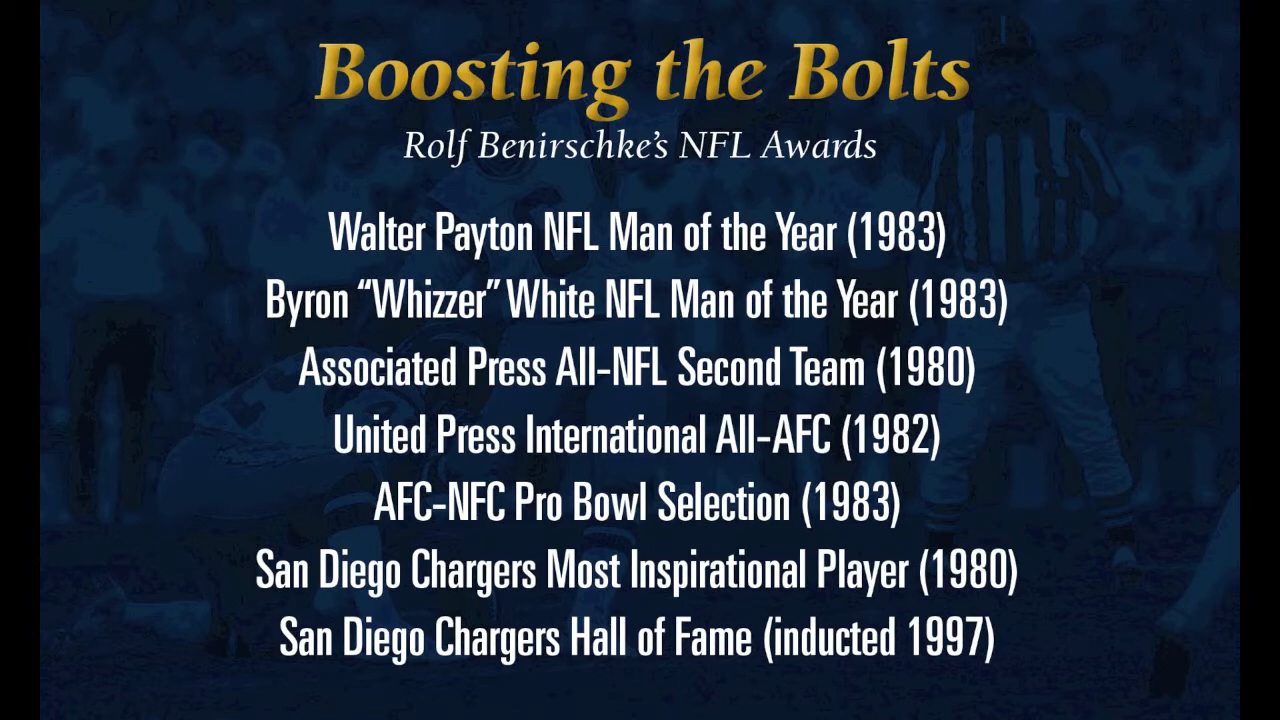 Boosting the Bolts
Rolf Benirschke's NFL Awards
Walter Payton NFL Man of the Year (1983)
Byron “Whizzer” White NFL Man of the Year (1983)
Associated Press All-NFL Second Team (1980)
United Press International All-AFC (1982)
AFC-NFC Pro Bowl Selection (1983)
San Diego Chargers Most Inspirational Player (1980)
San Diego Chargers Hall of Fame (inducted 1997)